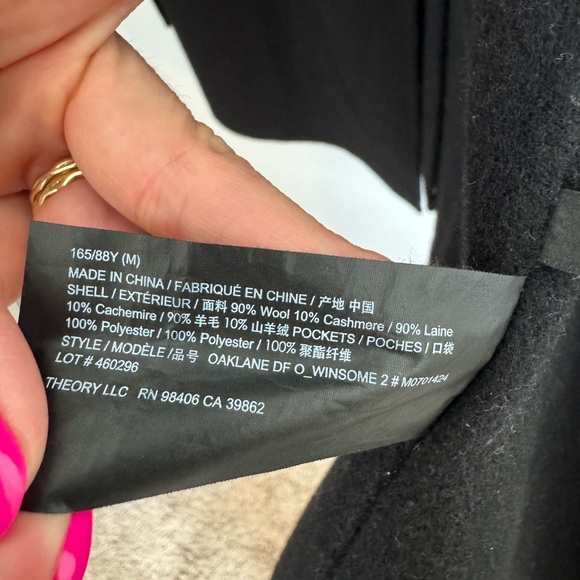 165/88Y (M)
MADE IN CHINA / FABRIQUÉ EN CHINE / 产地 中国
SHELL / EXTÉRIEUR / 面料 90% Wool 10% Cashmere / 90% Laine
10% Cachemire / 90% 羊毛 10% 山羊绒 POCKETS / POCHES / 口袋
100% Polyester / 100% Polyester / 100% 聚酯纤维
STYLE / MODÈLE / 品号 OAKLANE DF O_WINSOME 2 # M0701424
LOT # 460296
THEORY LLC RN 98406 CA 39862